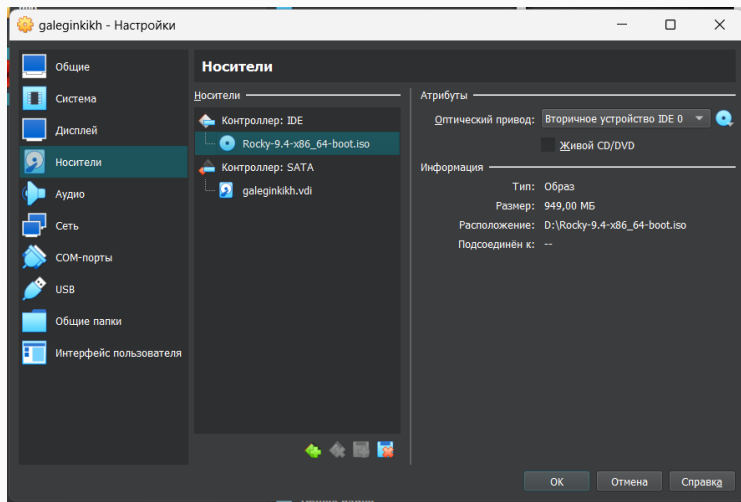 galeginkikh - Настройки
Общие
Система
Дисплей
Носители
Аудио
Сеть
COM-порты
USB
Общие папки
Интерфейс пользователя
Носители
Носители
Контроллер: IDE
Rocky-9.4-x86_64-boot.iso
Контроллер: SATA
galeginkikh.vdi
Атрибуты
Оптический привод: Вторичное устройство IDE 0
Живой CD/DVD
Информация
Тип: Образ
Размер: 949,00 МБ
Расположение: D:\Rocky-9.4-x86_64-boot.iso
Подсоединён к: --
OK Отмена Справка